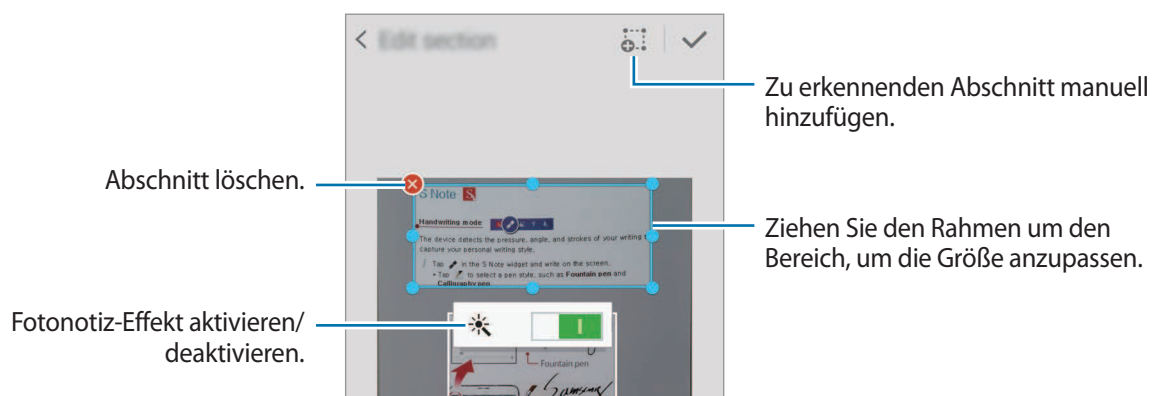 Edit section
Zu erkennenden Abschnitt manuell
hinzufügen.
Abschnitt löschen.
S Note S
Handwriting mode
The device detects the pressure, angle, and strokes of your writing
capture your personal writing style.
Tap in the S Note widget and write on the screen.
• Tap to select a pen style, such as Fountain pen and
Calligraphy pen
Ziehen Sie den Rahmen um den
Bereich, um die Größe anzupassen.
Fotonotiz-Effekt aktivieren/
deaktivieren.
Fountain pen
Samsung